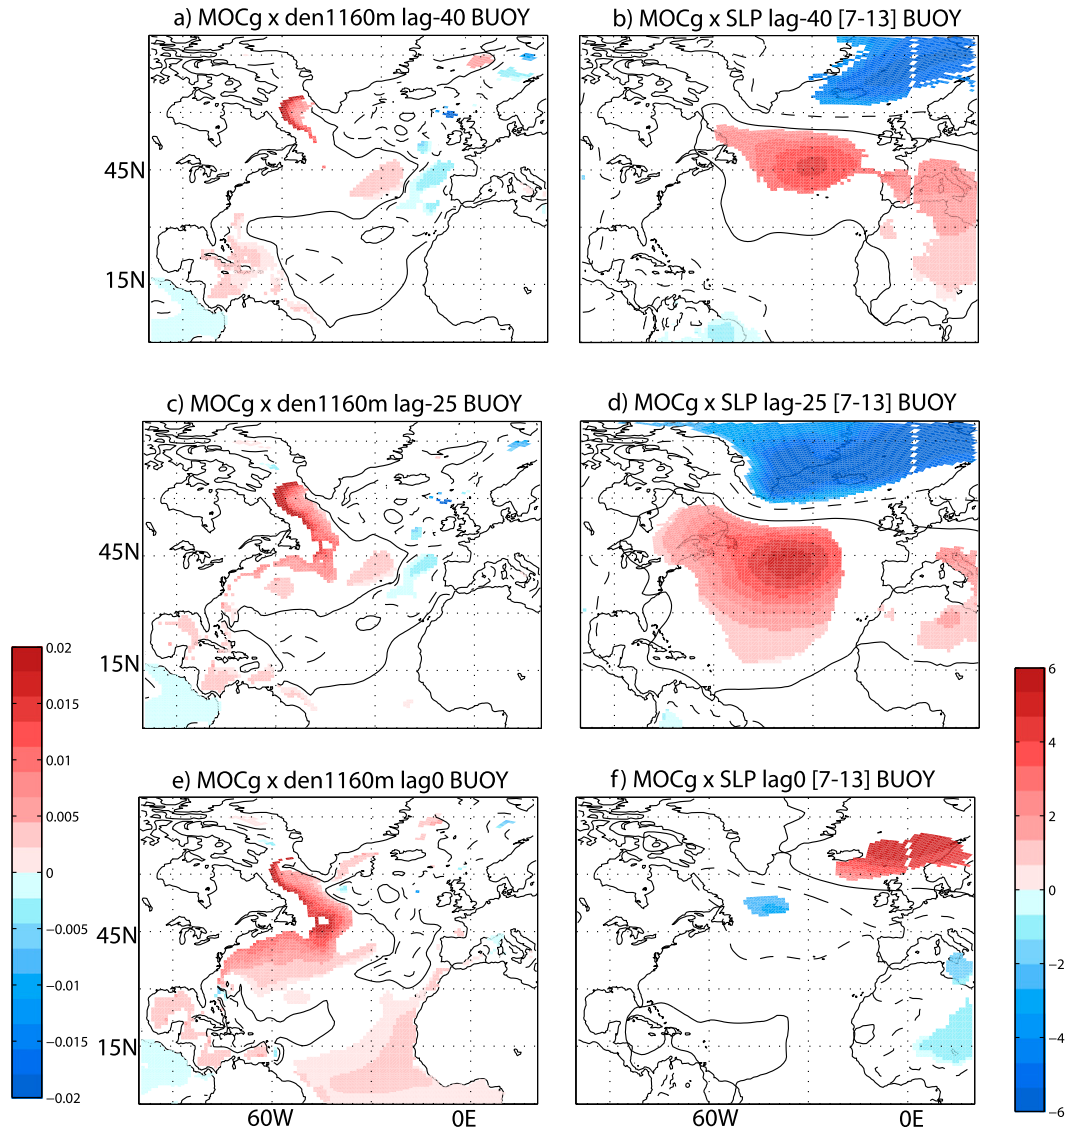 a) MOCg x den1160m lag-40 BUOY
b) MOCg x SLP lag-40 [7-13] BUOY
45N
15N
c) MOCg x den1160m lag-25 BUOY
d) MOCg x SLP lag-25 [7-13] BUOY
45N
15N
0.02
0.015
0.01
0.005
0
−0.005
−0.01
−0.015
−0.02
6
4
2
0
−2
−4
−6
e) MOCg x den1160m lag0 BUOY
f) MOCg x SLP lag0 [7-13] BUOY
45N
15N
60W
0E
60W
0E